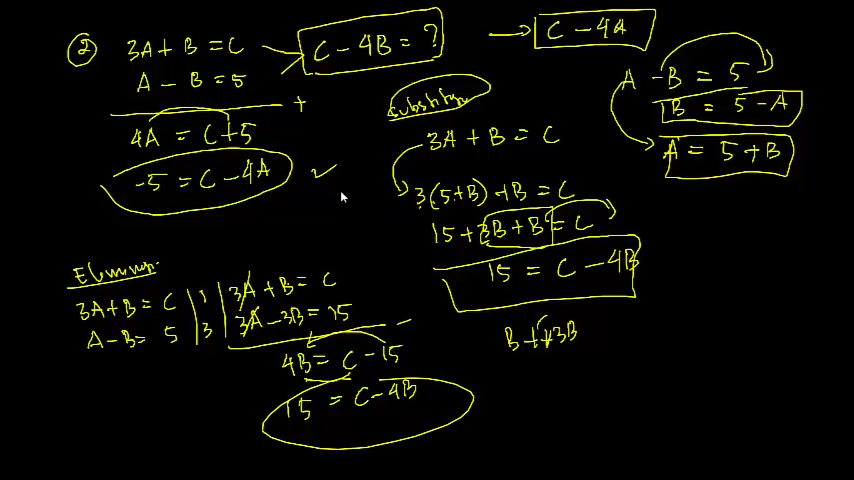 ② 3A + B = C
A - B = 5
+
4A = C + 5
-5 = C - 4A ✓
C - 4B = ?
→ C - 4A
A - B = 5
B = 5 - A
A = 5 + B
3A + B = C
3(5+B) + B = C
15 + 3B + B = C
15 = C - 4B
B + +3B
3A + B = C | 1 | 3A + B = C
A - B = 5 | 3 | 3A - 3B = 15
-
4B = C - 15
15 = C - 4B